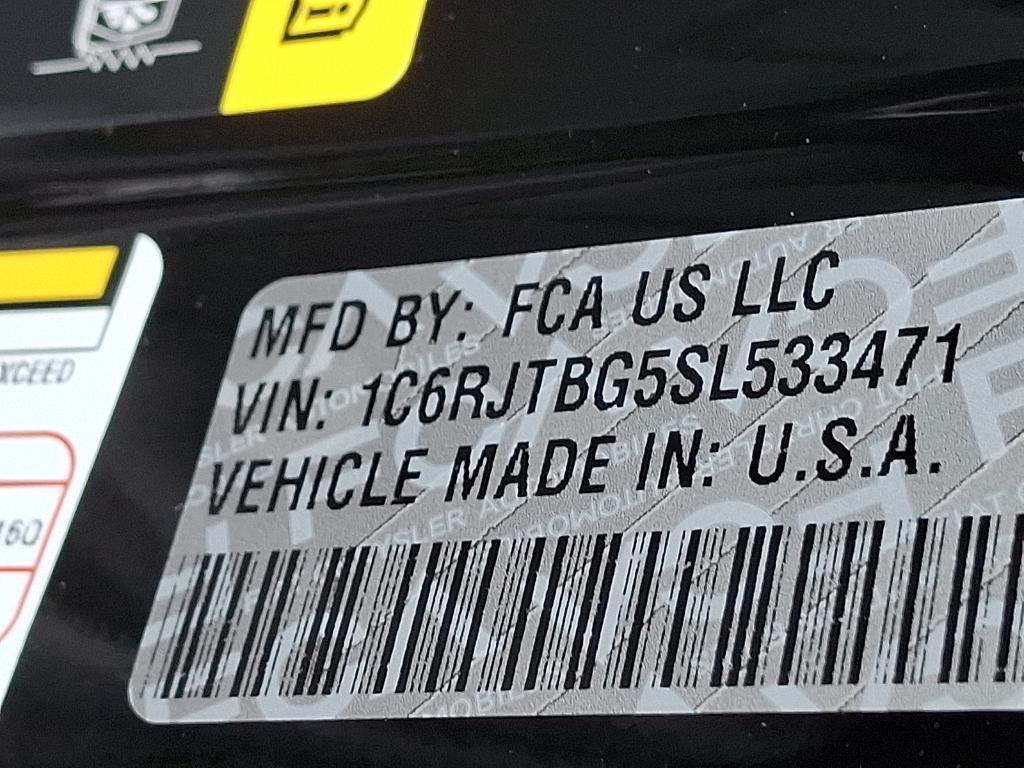 XCEED
160
MFD BY: FCA US LLC
VIN: 1C6RJTBG5SL533471
VEHICLE MADE IN: U.S.A.